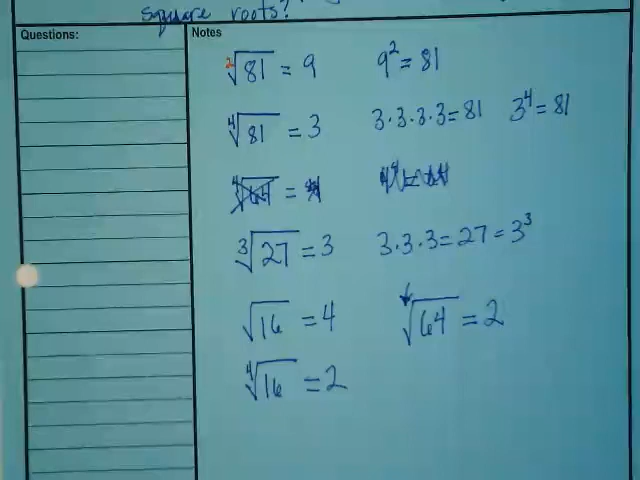 square roots?
Questions:
Notes
²√81 = 9    9² = 81
⁴√81 = 3    3·3·3·3 = 81    3⁴ = 81
³√27 = 3    3·3·3 = 27 = 3³
√16 = 4    ⁶√64 = 2
⁴√16 = 2